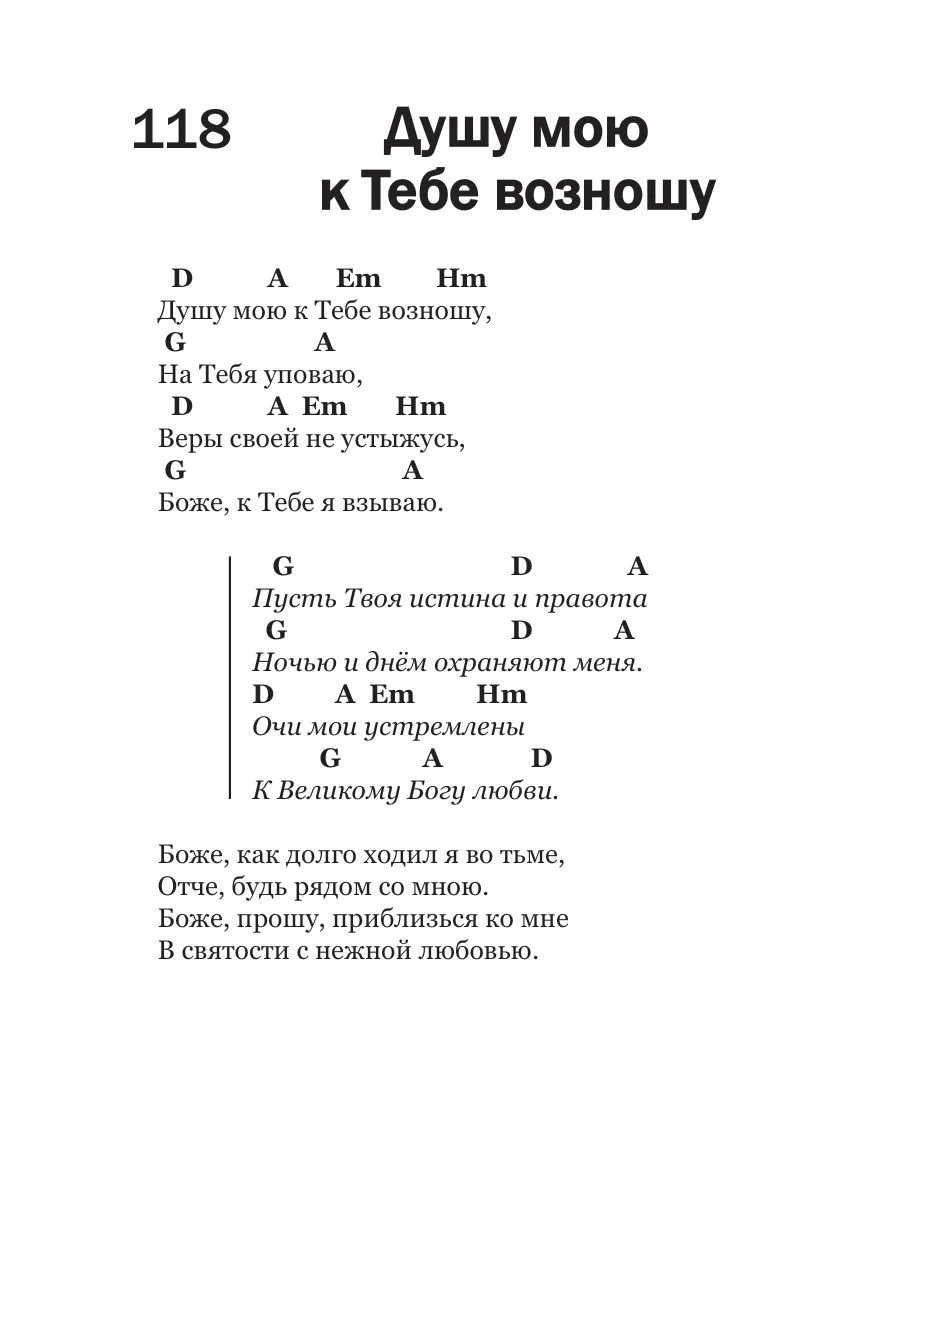 118
Душу мою
к Тебе возношу
D A Em Hm
Душу мою к Тебе возношу,
G A
На Тебя уповаю,
D A Em Hm
Веры своей не устыжусь,
G A
Боже, к Тебе я взываю.
G D A
Пусть Твоя истина и правота
G D A
Ночью и днём охраняют меня.
D A Em Hm
Очи мои устремлены
G A D
К Великому Богу любви.
Боже, как долго ходил я во тьме,
Отче, будь рядом со мною.
Боже, прошу, приблизься ко мне
В святости с нежной любовью.